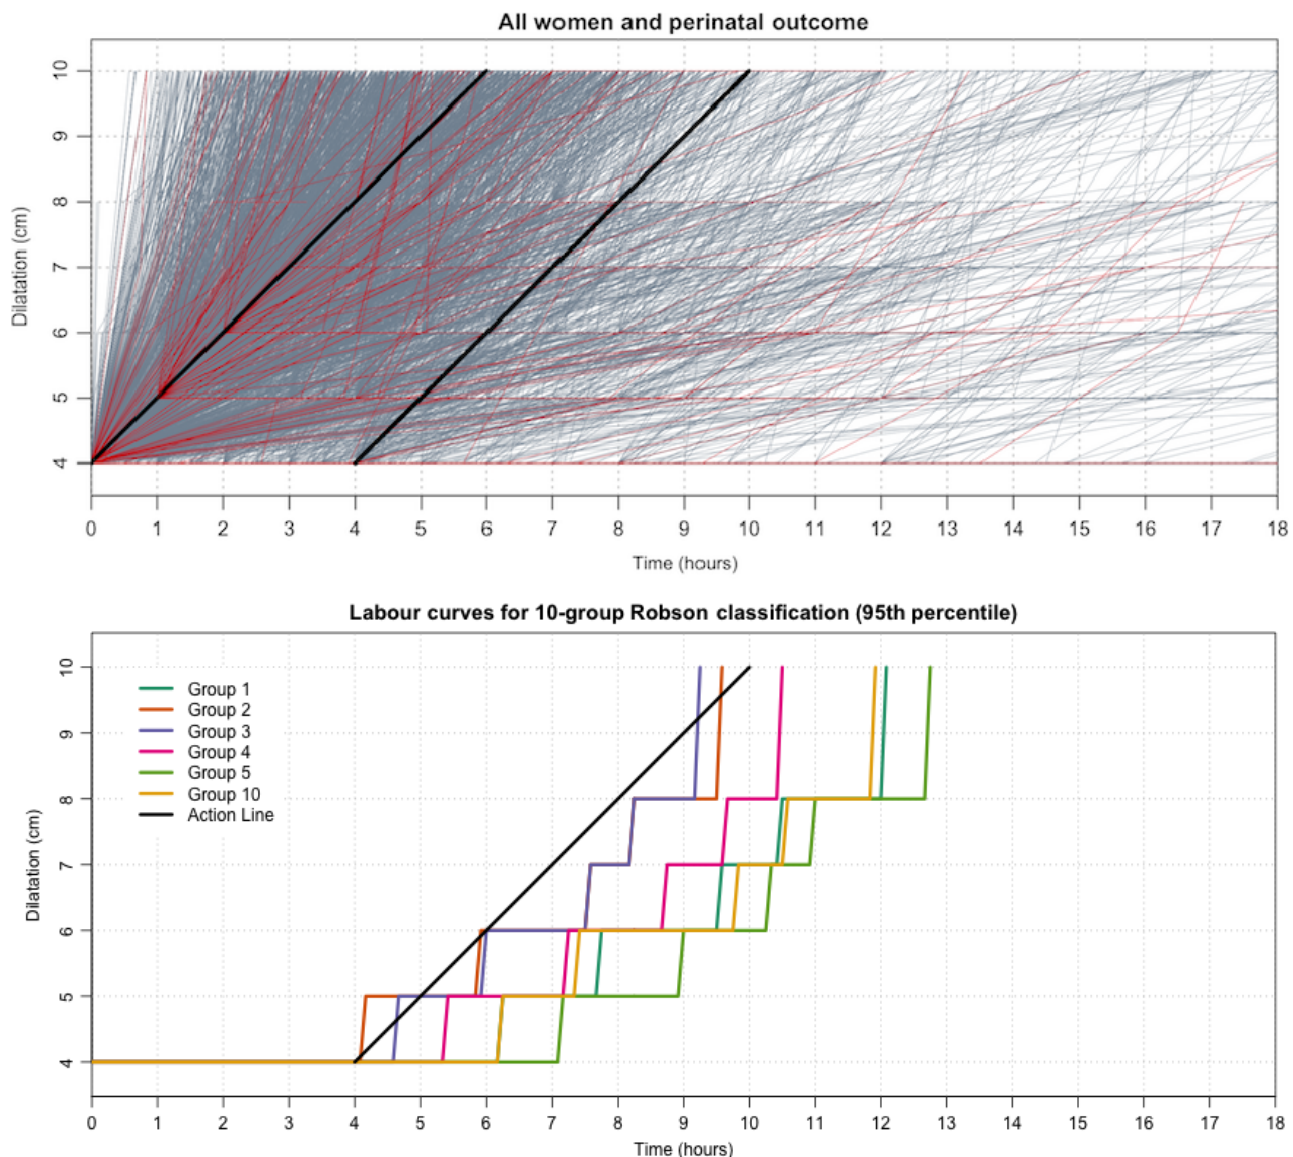 All women and perinatal outcome
Dilatation (cm)
10
9
8
7
6
5
4
0 1 2 3 4 5 6 7 8 9 10 11 12 13 14 15 16 17 18
Time (hours)
Labour curves for 10-group Robson classification (95th percentile)
Dilatation (cm)
10
9
8
7
6
5
4
Group 1
Group 2
Group 3
Group 4
Group 5
Group 10
Action Line
0 1 2 3 4 5 6 7 8 9 10 11 12 13 14 15 16 17 18
Time (hours)